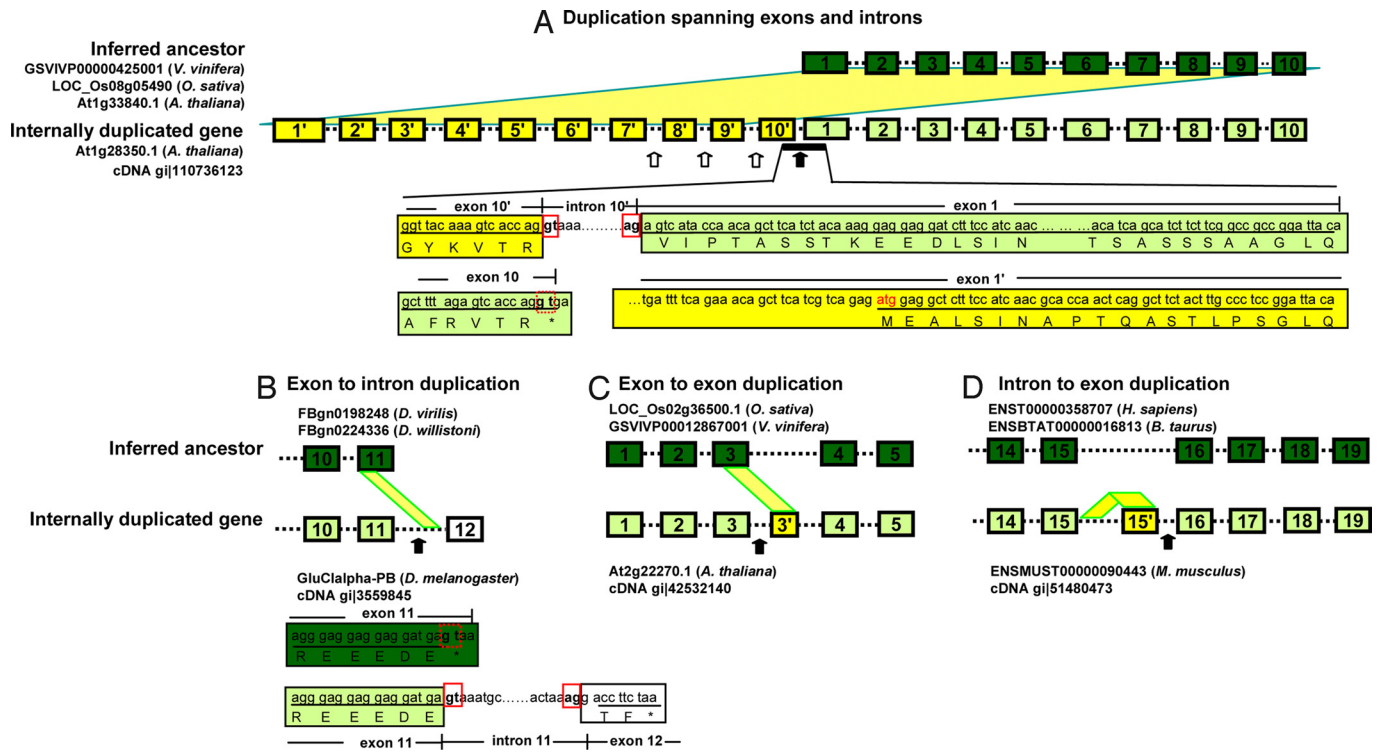 A Duplication spanning exons and introns
Inferred ancestor
GSVIVP00000425001 (V. vinifera)
LOC_Os08g05490 (O. sativa)
At1g33840.1 (A. thaliana)
1 2 3 4 5 6 7 8 9 10
Internally duplicated gene
At1g28350.1 (A. thaliana)
cDNA gi|110736123
1' 2' 3' 4' 5' 6' 7' 8' 9' 10' 1 2 3 4 5 6 7 8 9 10
exon 10' intron 10' exon 1
ggt tac aaa gtc acc ag gtaaa.........ag a gtc ata cca aca gct tca tct aca aag gag gag gat ctt tcc atc aac ... ... ...aca tca gca tct tct tcg gcc gcc gga tta ca
G Y K V T R V I P T A S S T K E E D L S I N T S A S S S A A G L Q
exon 10 exon 1'
gct ttt aga gtc acc agg tga ...tga ttt tca gaa aca gct tca tcg tca gag atg gag gct ctt tcc atc aac gca cca act cag gct tct act ttg ccc tcc gga tta ca
A F R V T R * M E A L S I N A P T Q A S T L P S G L Q
B Exon to intron duplication
FBgn0198248 (D. virilis)
FBgn0224336 (D. willistoni)
Inferred ancestor
10 11
Internally duplicated gene
10 11 12
GluClalpha-PB (D. melanogaster)
cDNA gi|3559845
exon 11
agg gag gag gag gat gag taa
R E E E D E *
agg gag gag gag gat ga gtaaatgc......actaaagg acc ttc taa
R E E E D E T F *
exon 11 intron 11 exon 12
C Exon to exon duplication
LOC_Os02g36500.1 (O. sativa)
GSVIVP00012867001 (V. vinifera)
1 2 3 4 5
1 2 3 3' 4 5
At2g22270.1 (A. thaliana)
cDNA gi|42532140
D Intron to exon duplication
ENST00000358707 (H. sapiens)
ENSBTAT00000016813 (B. taurus)
14 15 16 17 18 19
14 15 15' 16 17 18 19
ENSMUST00000090443 (M. musculus)
cDNA gi|51480473